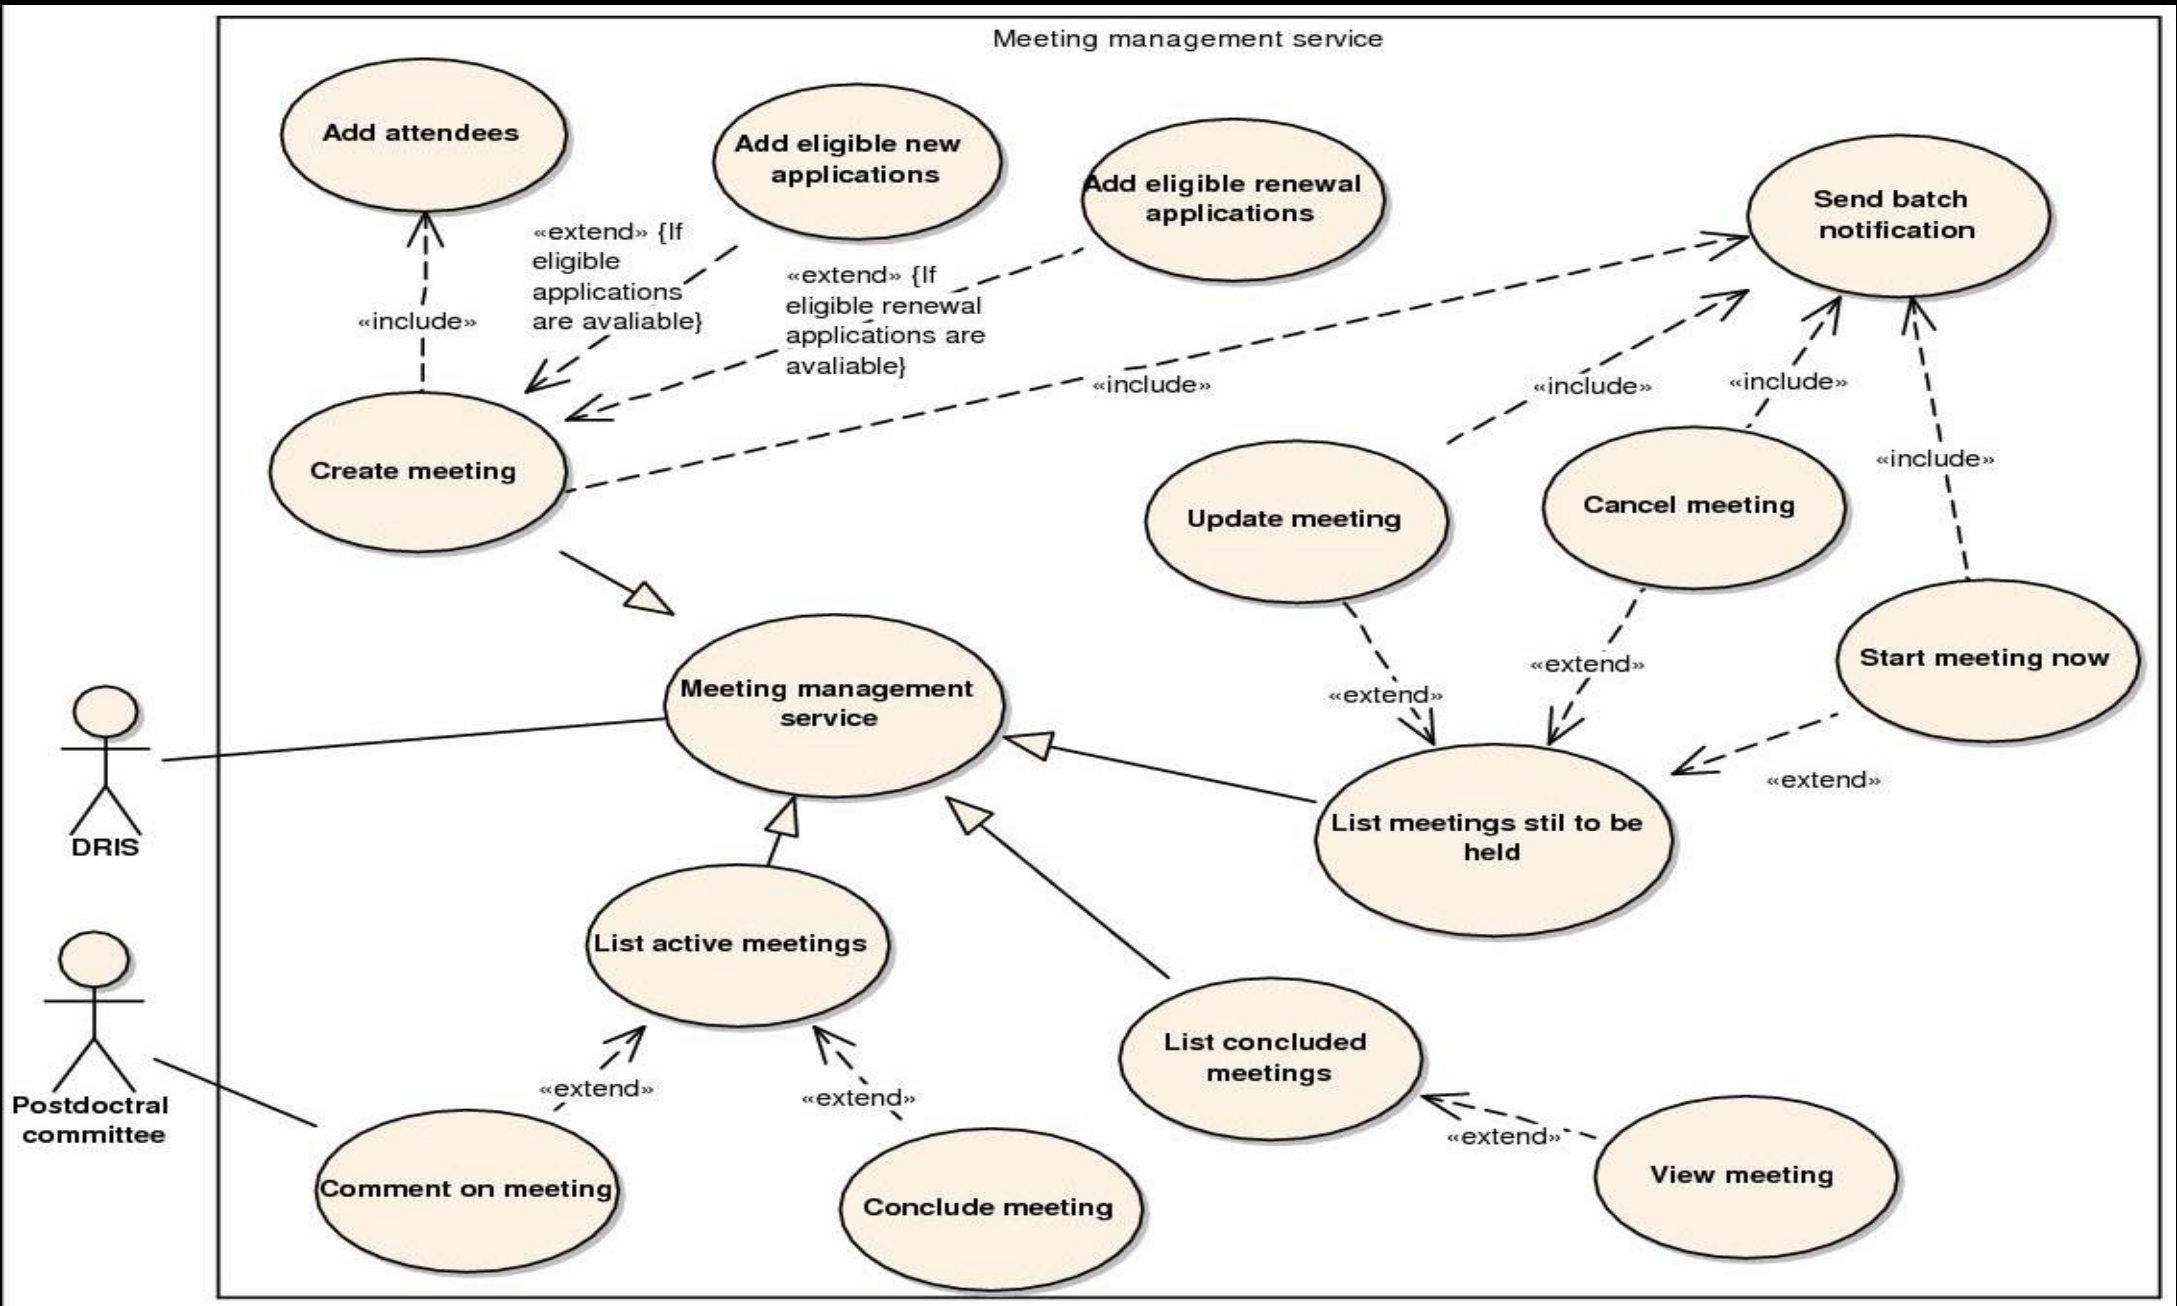 Meeting management service
Add attendees
Add eligible new
applications
Add eligible renewal
applications
Send batch
notification
«extend» {If
eligible
applications
are avaliable}
«extend» {If
eligible renewal
applications are
avaliable}
«include»
«include»
«include»
«include»
«include»
Create meeting
Update meeting
Cancel meeting
Start meeting now
«extend»
«extend»
«extend»
Meeting management
service
DRIS
List meetings stil to be
held
List active meetings
List concluded
meetings
Postdoctral
committee
«extend»
«extend»
«extend»
Comment on meeting
Conclude meeting
View meeting